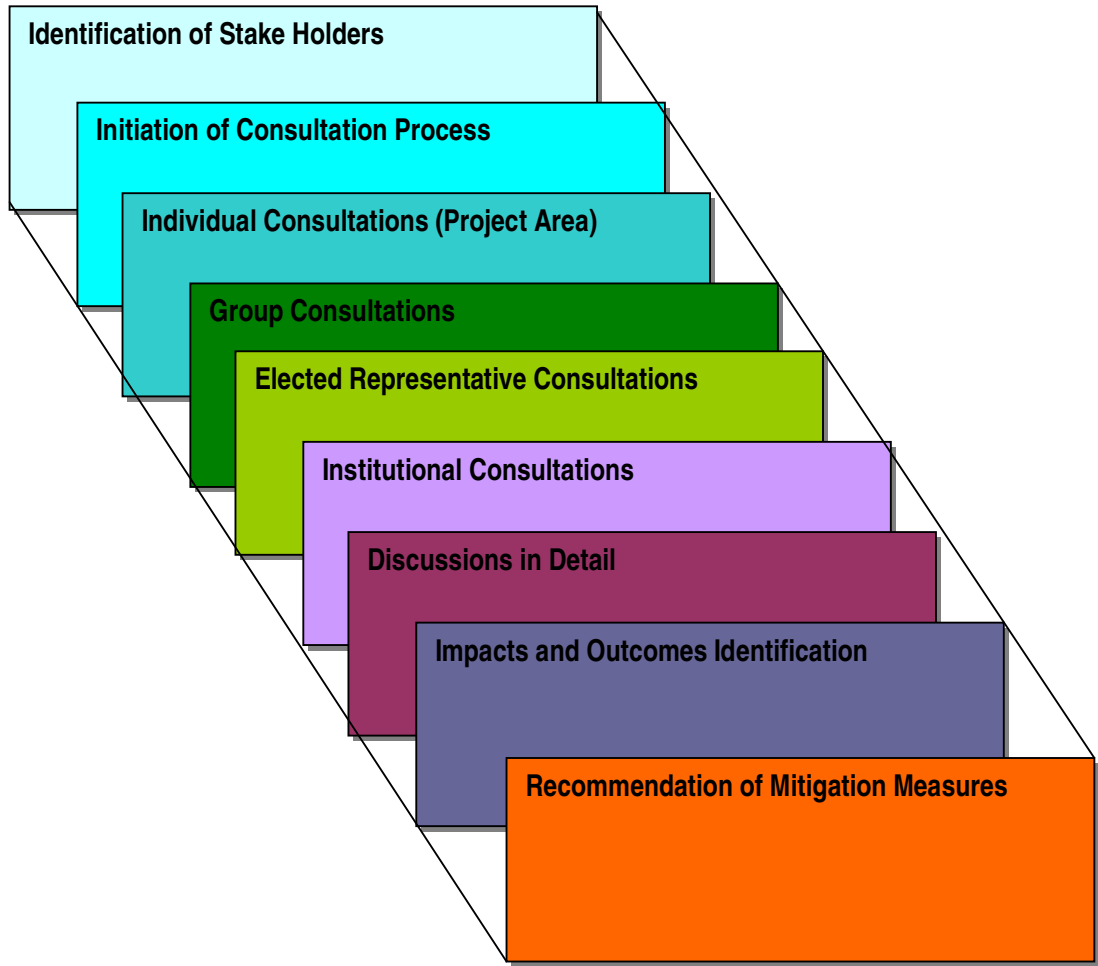 Identification of Stake Holders
Initiation of Consultation Process
Individual Consultations (Project Area)
Group Consultations
Elected Representative Consultations
Institutional Consultations
Discussions in Detail
Impacts and Outcomes Identification
Recommendation of Mitigation Measures